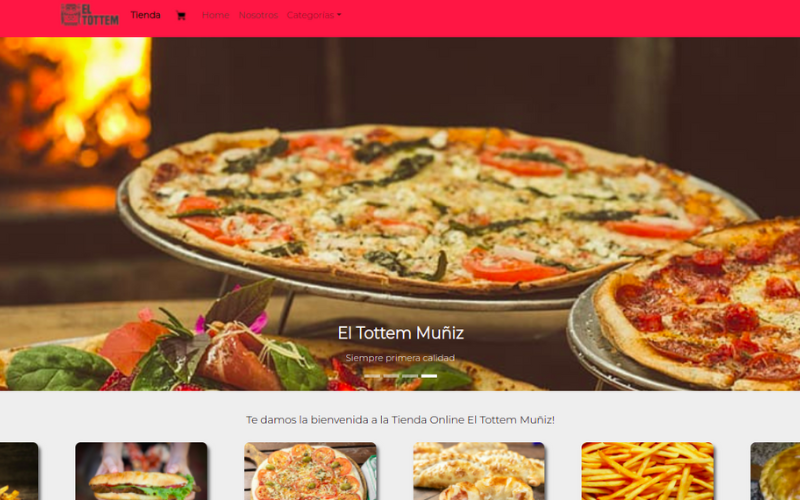 EL
TOTTEM
Tienda
Home
Nosotros
Categorías
El Tottem Muñiz
Siempre primera calidad
Te damos la bienvenida a la Tienda Online El Tottem Muñiz!